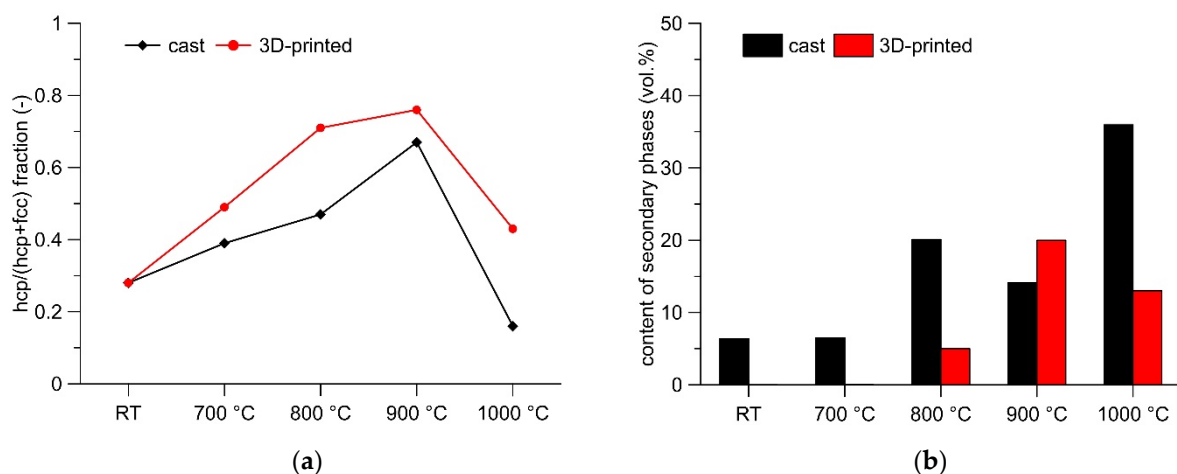 hcp/(hcp+fcc) fraction (-)
1
0.8
0.6
0.4
0.2
0
cast 3D-printed
RT 700 °C 800 °C 900 °C 1000 °C
(a)
content of secondary phases (vol.%)
50
40
30
20
10
0
cast 3D-printed
RT 700 °C 800 °C 900 °C 1000 °C
(b)